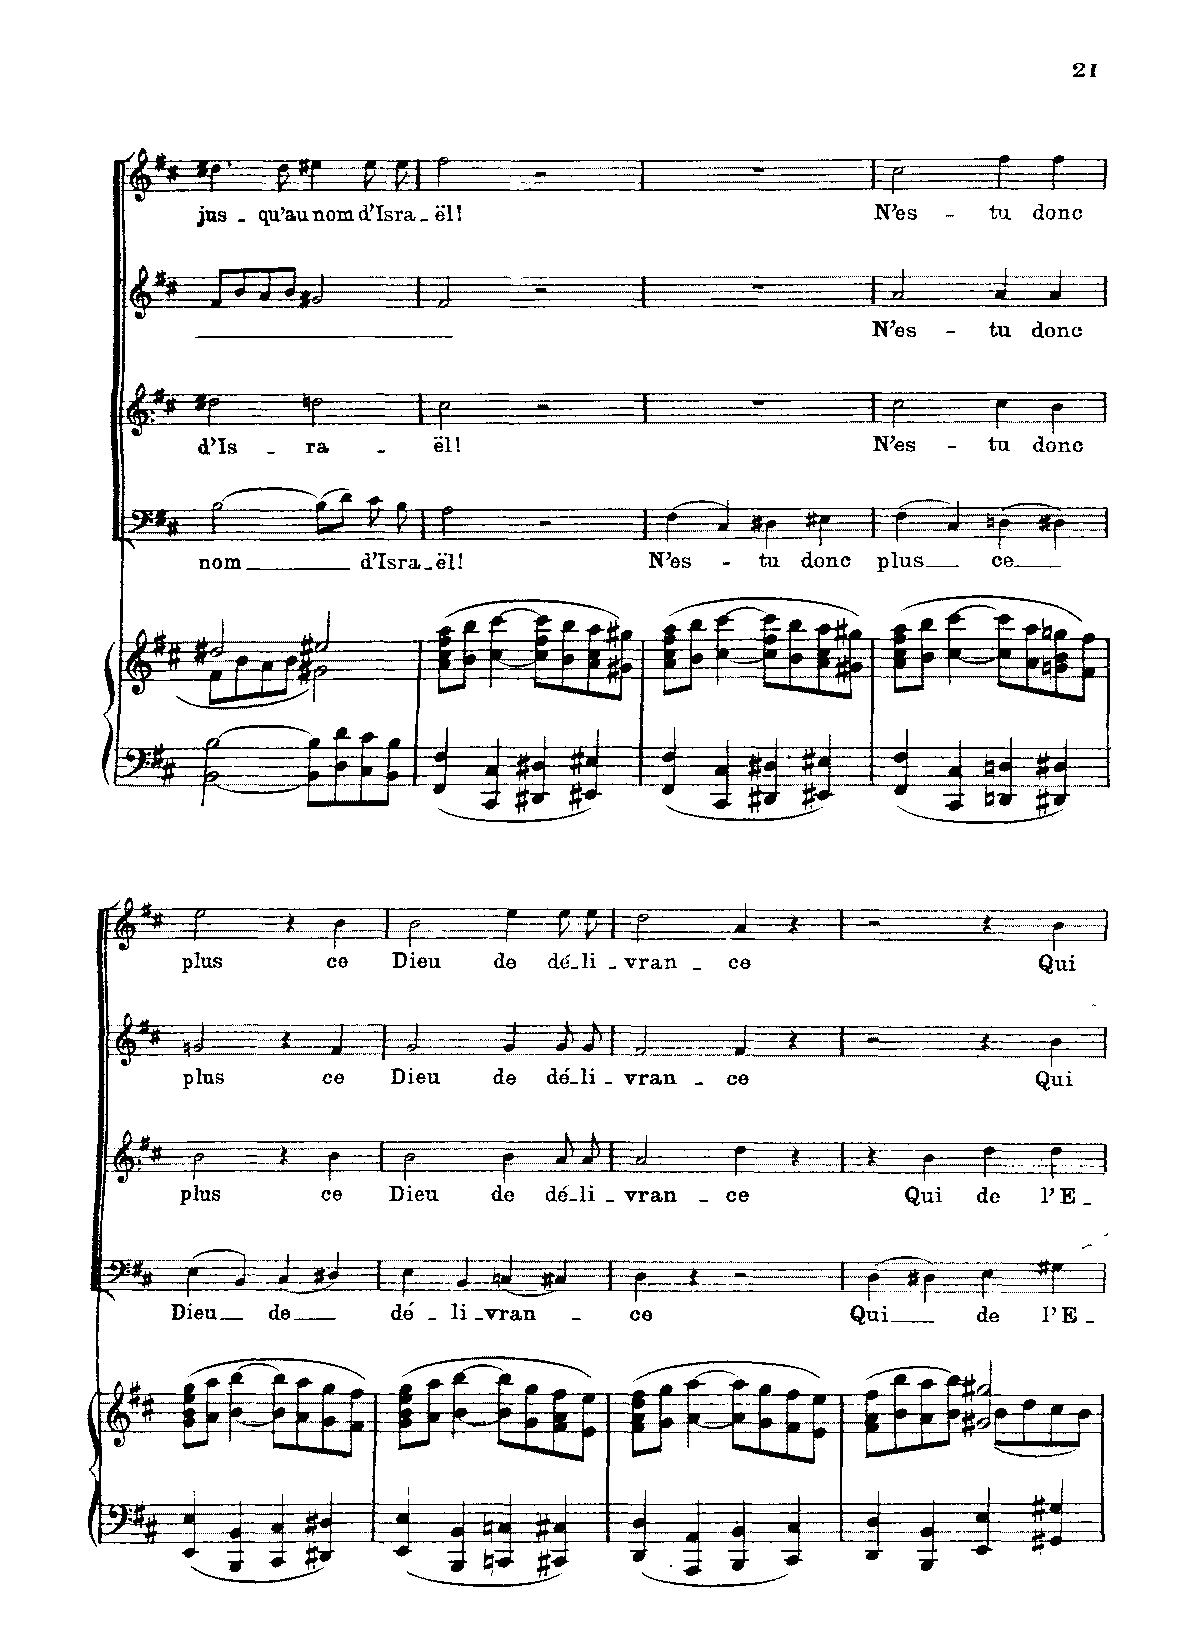 21
jus - qu'au nom d'Isra - ël! N'es - tu donc
N'es - tu donc
d'Is - ra - ël! N'es - tu donc
nom d'Isra - ël! N'es - tu donc plus ce
plus ce Dieu de dé - li - vran - ce Qui
plus ce Dieu de dé - li - vran - ce Qui
plus ce Dieu de dé - li - vran - ce Qui de l'E -
Dieu de dé - li - vran - ce Qui de l'E -